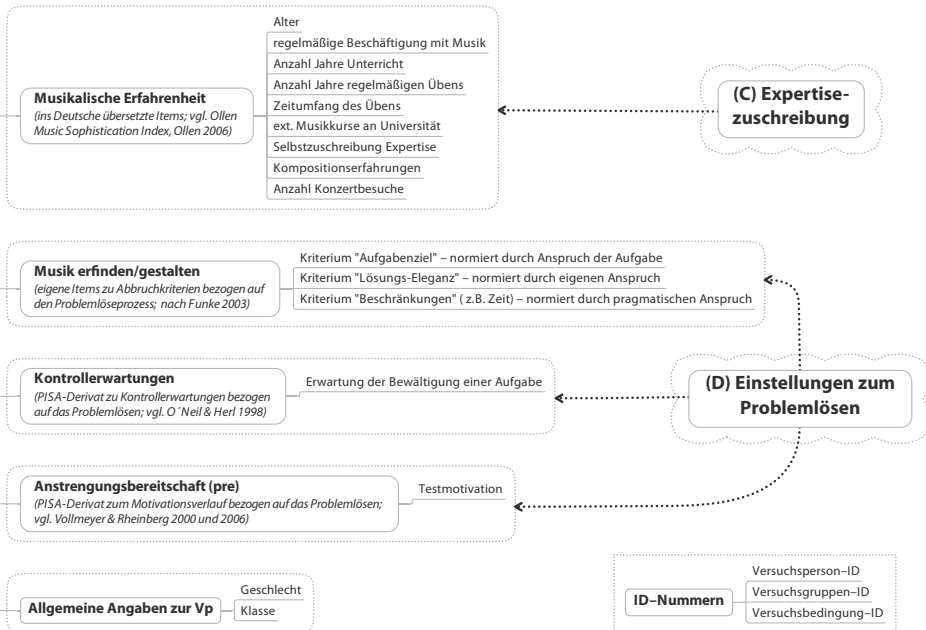 Alter
regelmäßige Beschäftigung mit Musik
Anzahl Jahre Unterricht
Anzahl Jahre regelmäßigen Übens
Zeitumfang des Übens
ext. Musikkurse an Universität
Selbstzuschreibung Expertise
Kompositionserfahrungen
Anzahl Konzertbesuche
Musikalische Erfahrenheit
(ins Deutsche übersetzte Items; vgl. Ollen
Music Sophistication Index, Ollen 2006)
(C) Expertise-
zuschreibung
Musik erfinden/gestalten
(eigene Items zu Abbruchkriterien bezogen auf
den Problemlöseprozess; nach Funke 2003)
Kriterium "Aufgabenziel" – normiert durch Anspruch der Aufgabe
Kriterium "Lösungs-Eleganz" – normiert durch eigenen Anspruch
Kriterium "Beschränkungen" ( z.B. Zeit) – normiert durch pragmatischen Anspruch
Kontrollerwartungen
(PISA-Derivat zu Kontrollerwartungen bezogen
auf das Problemlösen; vgl. O´Neil & Herl 1998)
Erwartung der Bewältigung einer Aufgabe
(D) Einstellungen zum
Problemlösen
Anstrengungsbereitschaft (pre)
(PISA-Derivat zum Motivationsverlauf bezogen auf das Problemlösen;
vgl. Vollmeyer & Rheinberg 2000 und 2006)
Testmotivation
Allgemeine Angaben zur Vp
Geschlecht
Klasse
ID–Nummern
Versuchsperson–ID
Versuchsgruppen–ID
Versuchsbedingung–ID